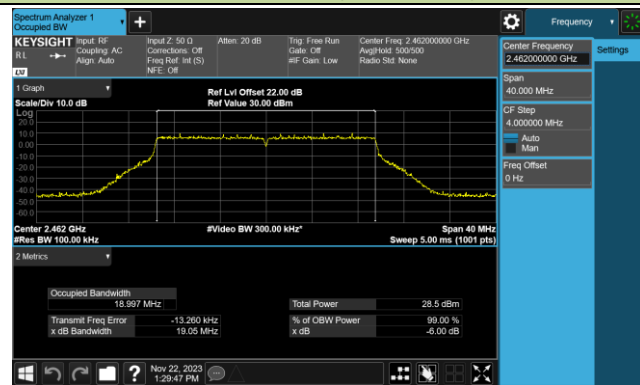 Spectrum Analyzer 1
Occupied BW
+
Frequency
KEYSIGHT
RL
LXI
Input: RF
Coupling: AC
Align: Auto
Input Z: 50 Ω
Corrections: Off
Freq Ref: Int (S)
NFE: Off
Atten: 20 dB
Trig: Free Run
Gate: Off
#IF Gain: Low
Center Freq: 2.462000000 GHz
Avg|Hold: 500/500
Radio Std: None
Center Frequency
2.462000000 GHz
Settings
Span
40.000 MHz
CF Step
4.000000 MHz
Auto
Man
Freq Offset
0 Hz
1 Graph
Scale/Div 10.0 dB
Ref Lvl Offset 22.00 dB
Ref Value 30.00 dBm
Log
20.0
10.0
0.00
-10.0
-20.0
-30.0
-40.0
-50.0
-60.0
Center 2.462 GHz
#Res BW 100.00 kHz
#Video BW 300.00 kHz*
Span 40 MHz
Sweep 5.00 ms (1001 pts)
2 Metrics
Occupied Bandwidth
18.997 MHz
Total Power 28.5 dBm
Transmit Freq Error -13.260 kHz
% of OBW Power 99.00 %
x dB Bandwidth 19.05 MHz
x dB -6.00 dB
?
Nov 22, 2023
1:29:47 PM